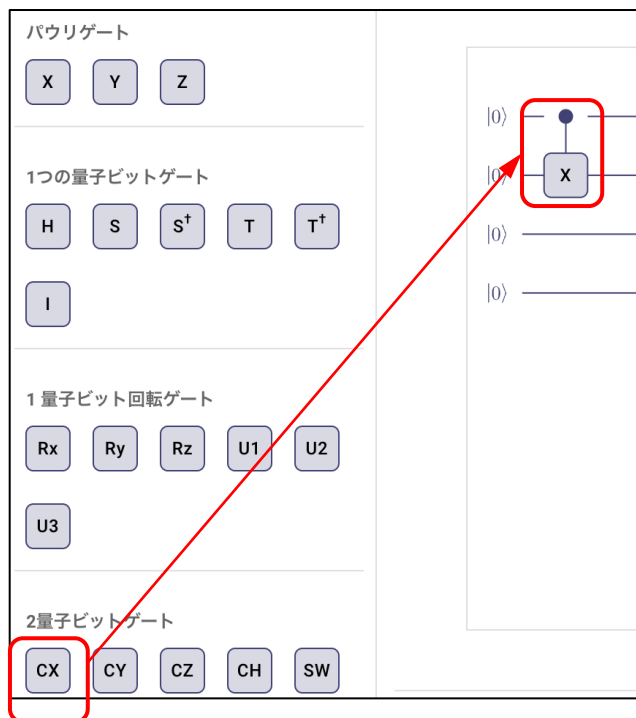 パウリゲート
X Y Z
1つの量子ビットゲート
H S S† T T†
I
1 量子ビット回転ゲート
Rx Ry Rz U1 U2
U3
2量子ビットゲート
CX CY CZ CH SW
|0⟩
|0⟩ X
|0⟩
|0⟩